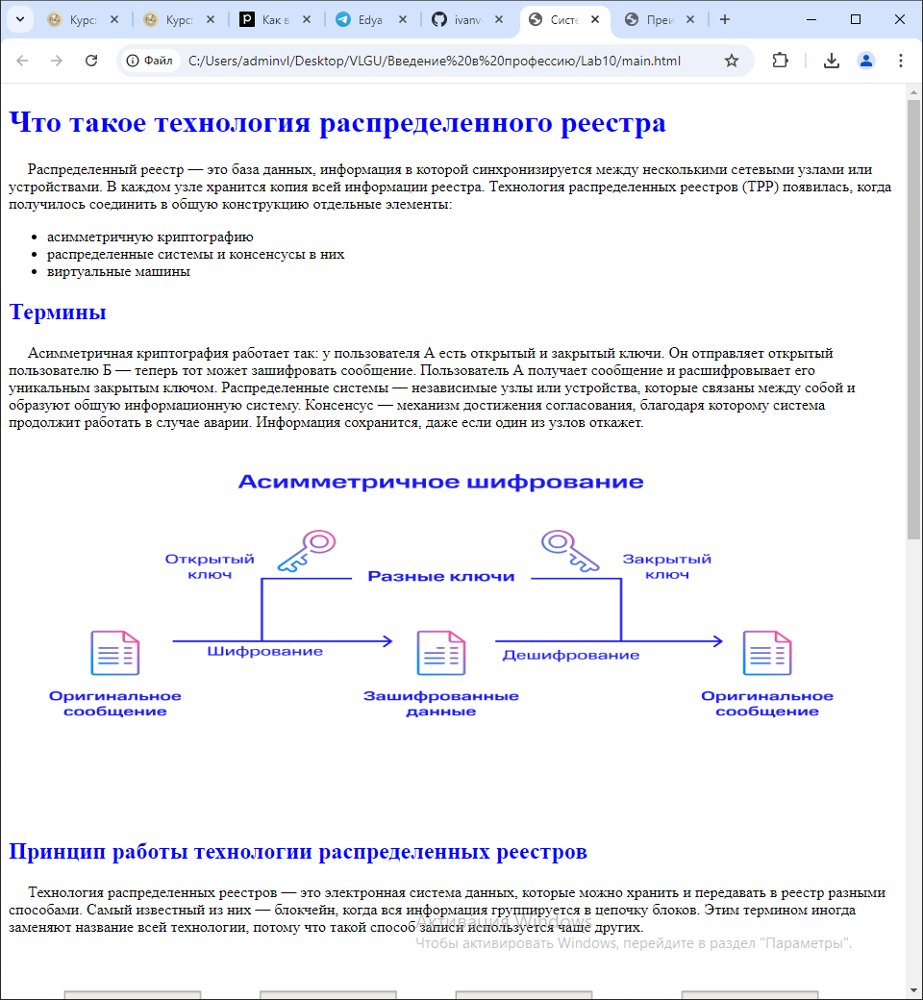 Курс:
Курс:
Как в
Edya
ivanv
Систе
Преи
Файл
C:/Users/adminvl/Desktop/VLGU/Введение%20в%20профессию/Lab10/main.html
Что такое технология распределенного реестра
Распределенный реестр — это база данных, информация в которой синхронизируется между несколькими сетевыми узлами или
устройствами. В каждом узле хранится копия всей информации реестра. Технология распределенных реестров (ТРР) появилась, когда
получилось соединить в общую конструкцию отдельные элементы:
• асимметричную криптографию
• распределенные системы и консенсусы в них
• виртуальные машины
Термины
Асимметричная криптография работает так: у пользователя А есть открытый и закрытый ключи. Он отправляет открытый
пользователю Б — теперь тот может зашифровать сообщение. Пользователь А получает сообщение и расшифровывает его
уникальным закрытым ключом. Распределенные системы — независимые узлы или устройства, которые связаны между собой и
образуют общую информационную систему. Консенсус — механизм достижения согласования, благодаря которому система
продолжит работать в случае аварии. Информация сохранится, даже если один из узлов откажет.
Асимметричное шифрование
Открытый
ключ
Разные ключи
Закрытый
ключ
Шифрование
Дешифрование
Оригинальное
сообщение
Зашифрованные
данные
Оригинальное
сообщение
Принцип работы технологии распределенных реестров
Технология распределенных реестров — это электронная система данных, которые можно хранить и передавать в реестр разными
способами. Самый известный из них — блокчейн, когда вся информация группируется в цепочку блоков. Этим термином иногда
заменяют название всей технологии, потому что такой способ записи используется чаще других.
Активация Windows
Чтобы активировать Windows, перейдите в раздел "Параметры".